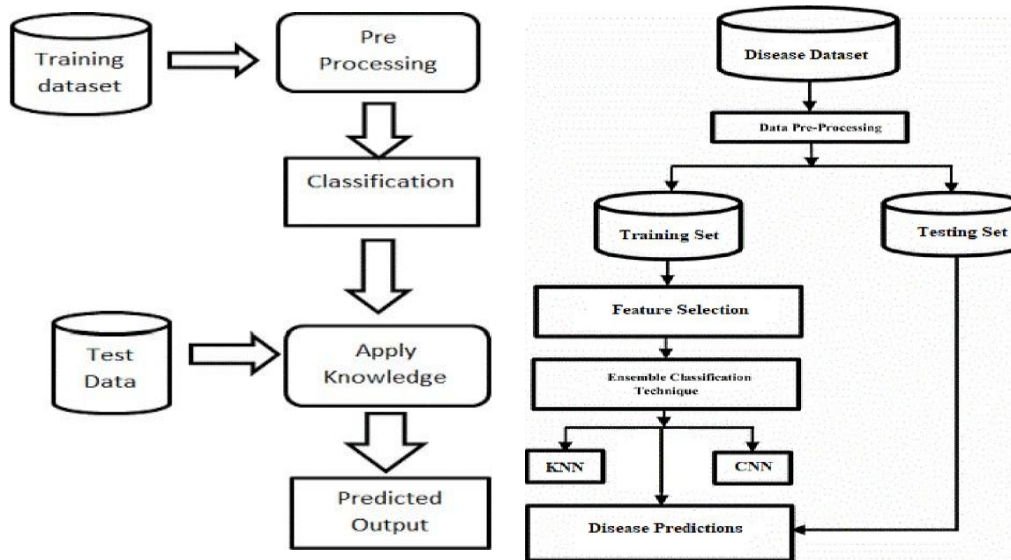 Training
dataset
Pre
Processing
Classification
Test
Data
Apply
Knowledge
Predicted
Output
Disease Dataset
Data Pre-Processing
Training Set
Testing Set
Feature Selection
Ensemble Classification
Technique
KNN
CNN
Disease Predictions